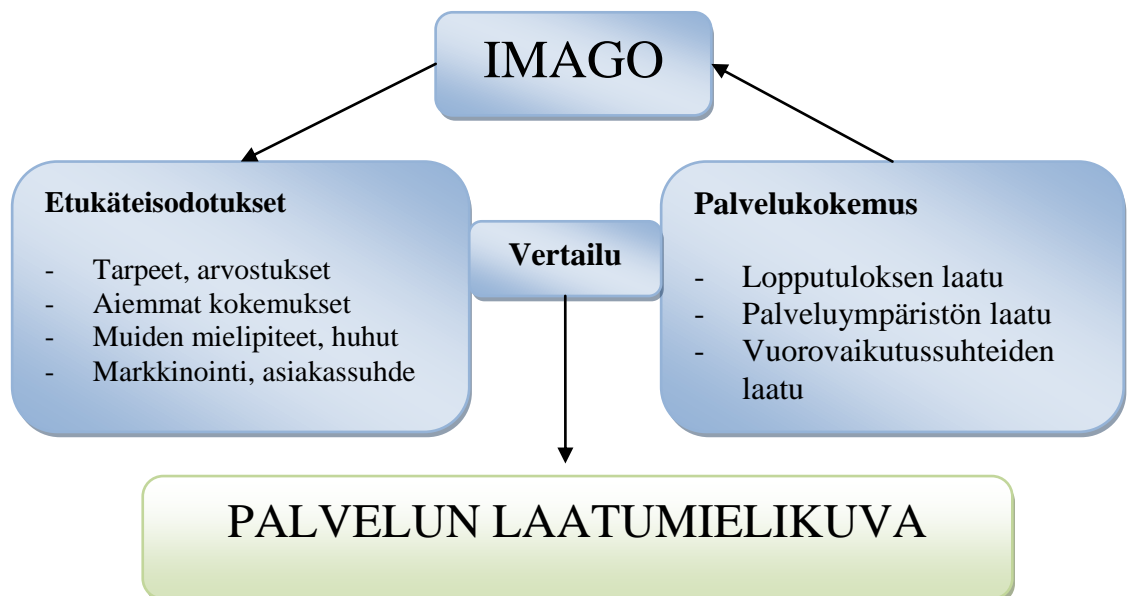 IMAGO
Etukäteisodotukset
- Tarpeet, arvostukset
- Aiemmat kokemukset
- Muiden mielipiteet, huhut
- Markkinointi, asiakassuhde
Vertailu
Palvelukokemus
- Lopputuloksen laatu
- Palveluympäristön laatu
- Vuorovaikutussuhteiden
laatu
PALVELUN LAATUMIELIKUVA